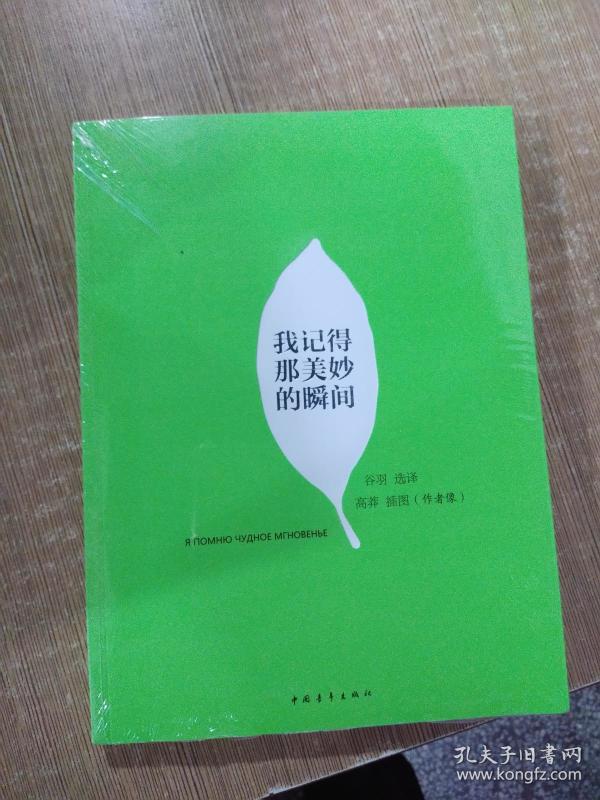 我记得
那美妙
的瞬间
谷羽 选译
高莽 插图(作者像)
Я ПОМНЮ ЧУДНОЕ МГНОВЕНЬЕ
中国青年出版社
孔夫子旧書网
www.kongfz.com